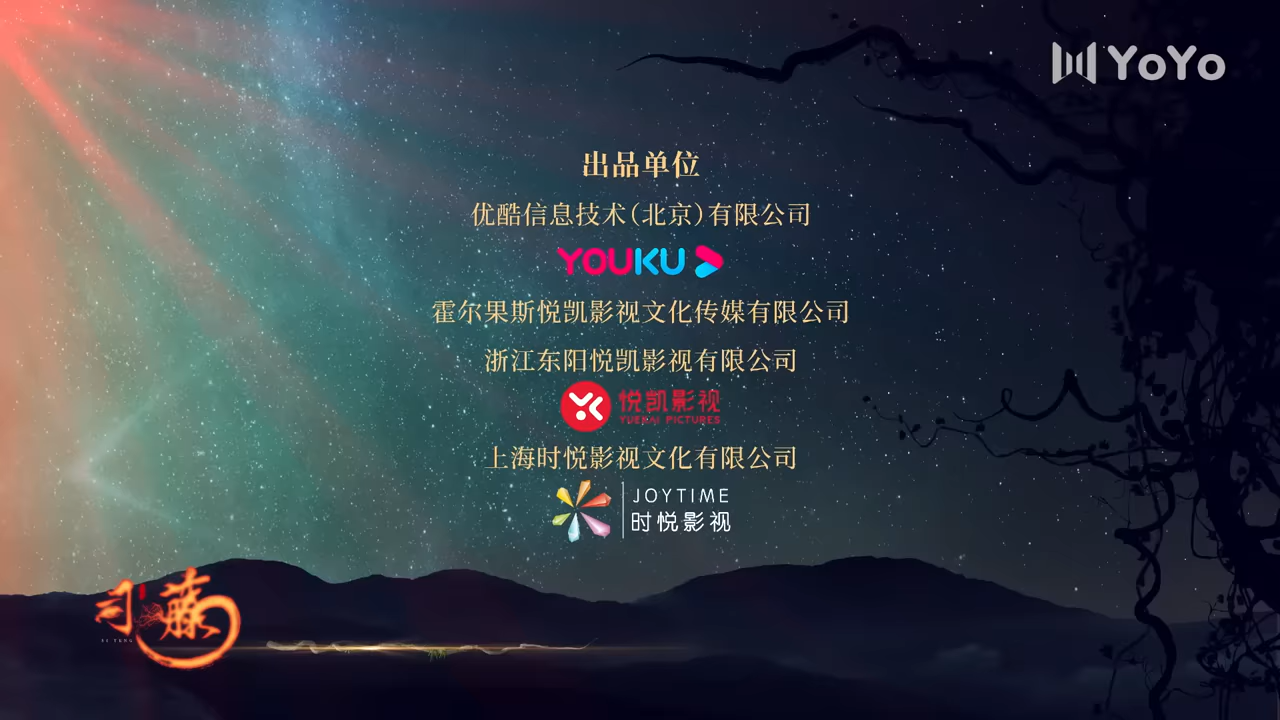 YoYo
出品单位
优酷信息技术(北京)有限公司
YOUKU
霍尔果斯悦凯影视文化传媒有限公司
浙江东阳悦凯影视有限公司
悦凯影视
YUEKAI PICTURES
上海时悦影视文化有限公司
JOYTIME
时悦影视
司藤
SI TENG